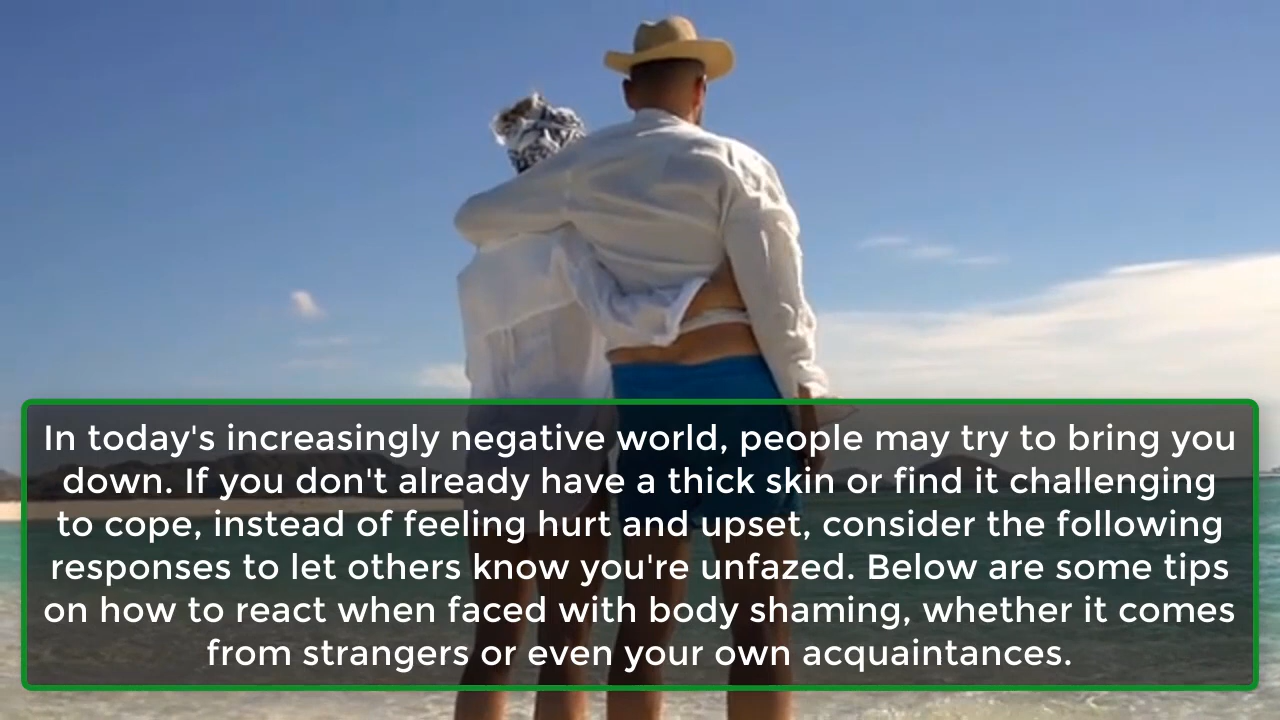 In today's increasingly negative world, people may try to bring you
down. If you don't already have a thick skin or find it challenging
to cope, instead of feeling hurt and upset, consider the following
responses to let others know you're unfazed. Below are some tips
on how to react when faced with body shaming, whether it comes
from strangers or even your own acquaintances.